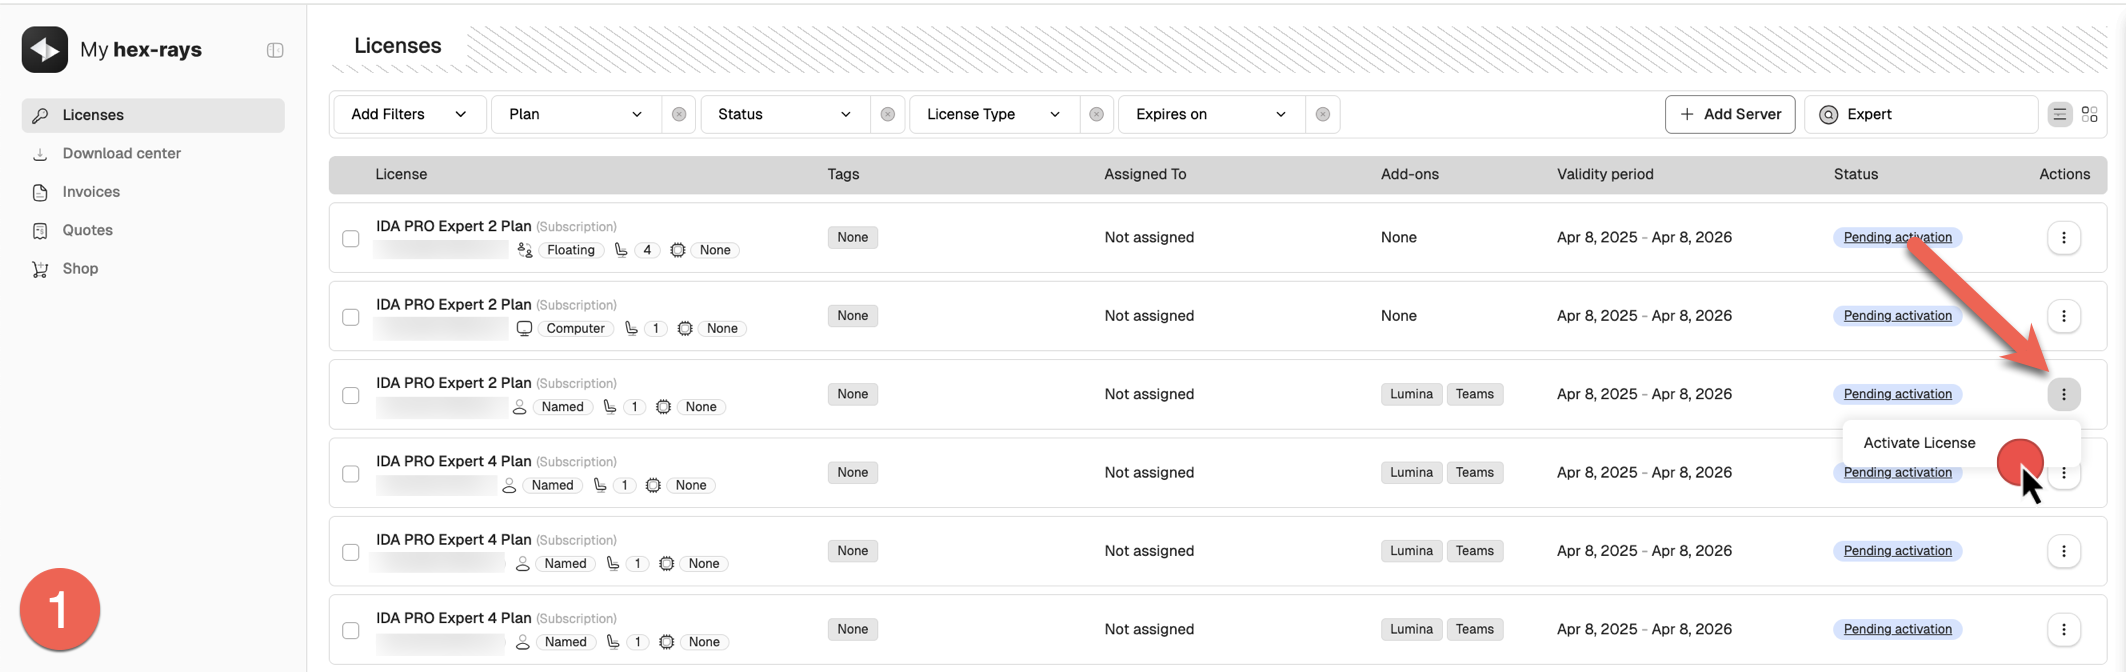 My hex-rays
Licenses
Download center
Invoices
Quotes
Shop
1
Licenses
Add Filters Plan Status License Type Expires on Add Server Expert
License Tags Assigned To Add-ons Validity period Status Actions
IDA PRO Expert 2 Plan (Subscription)
Floating 4 None
None Not assigned None Apr 8, 2025 - Apr 8, 2026 Pending activation
IDA PRO Expert 2 Plan (Subscription)
Computer 1 None
None Not assigned None Apr 8, 2025 - Apr 8, 2026 Pending activation
IDA PRO Expert 2 Plan (Subscription)
Named 1 None
None Not assigned Lumina Teams Apr 8, 2025 - Apr 8, 2026 Pending activation
Activate License
IDA PRO Expert 4 Plan (Subscription)
Named 1 None
None Not assigned Lumina Teams Apr 8, 2025 - Apr 8, 2026 Pending activation
IDA PRO Expert 4 Plan (Subscription)
Named 1 None
None Not assigned Lumina Teams Apr 8, 2025 - Apr 8, 2026 Pending activation
IDA PRO Expert 4 Plan (Subscription)
Named 1 None
None Not assigned Lumina Teams Apr 8, 2025 - Apr 8, 2026 Pending activation